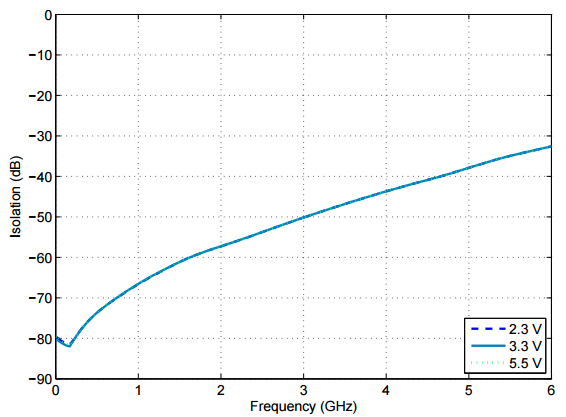 0
−10
−20
−30
−40
−50
−60
−70
−80
−90
Isolation (dB)
2.3 V
3.3 V
5.5 V
0 1 2 3 4 5 6
Frequency (GHz)